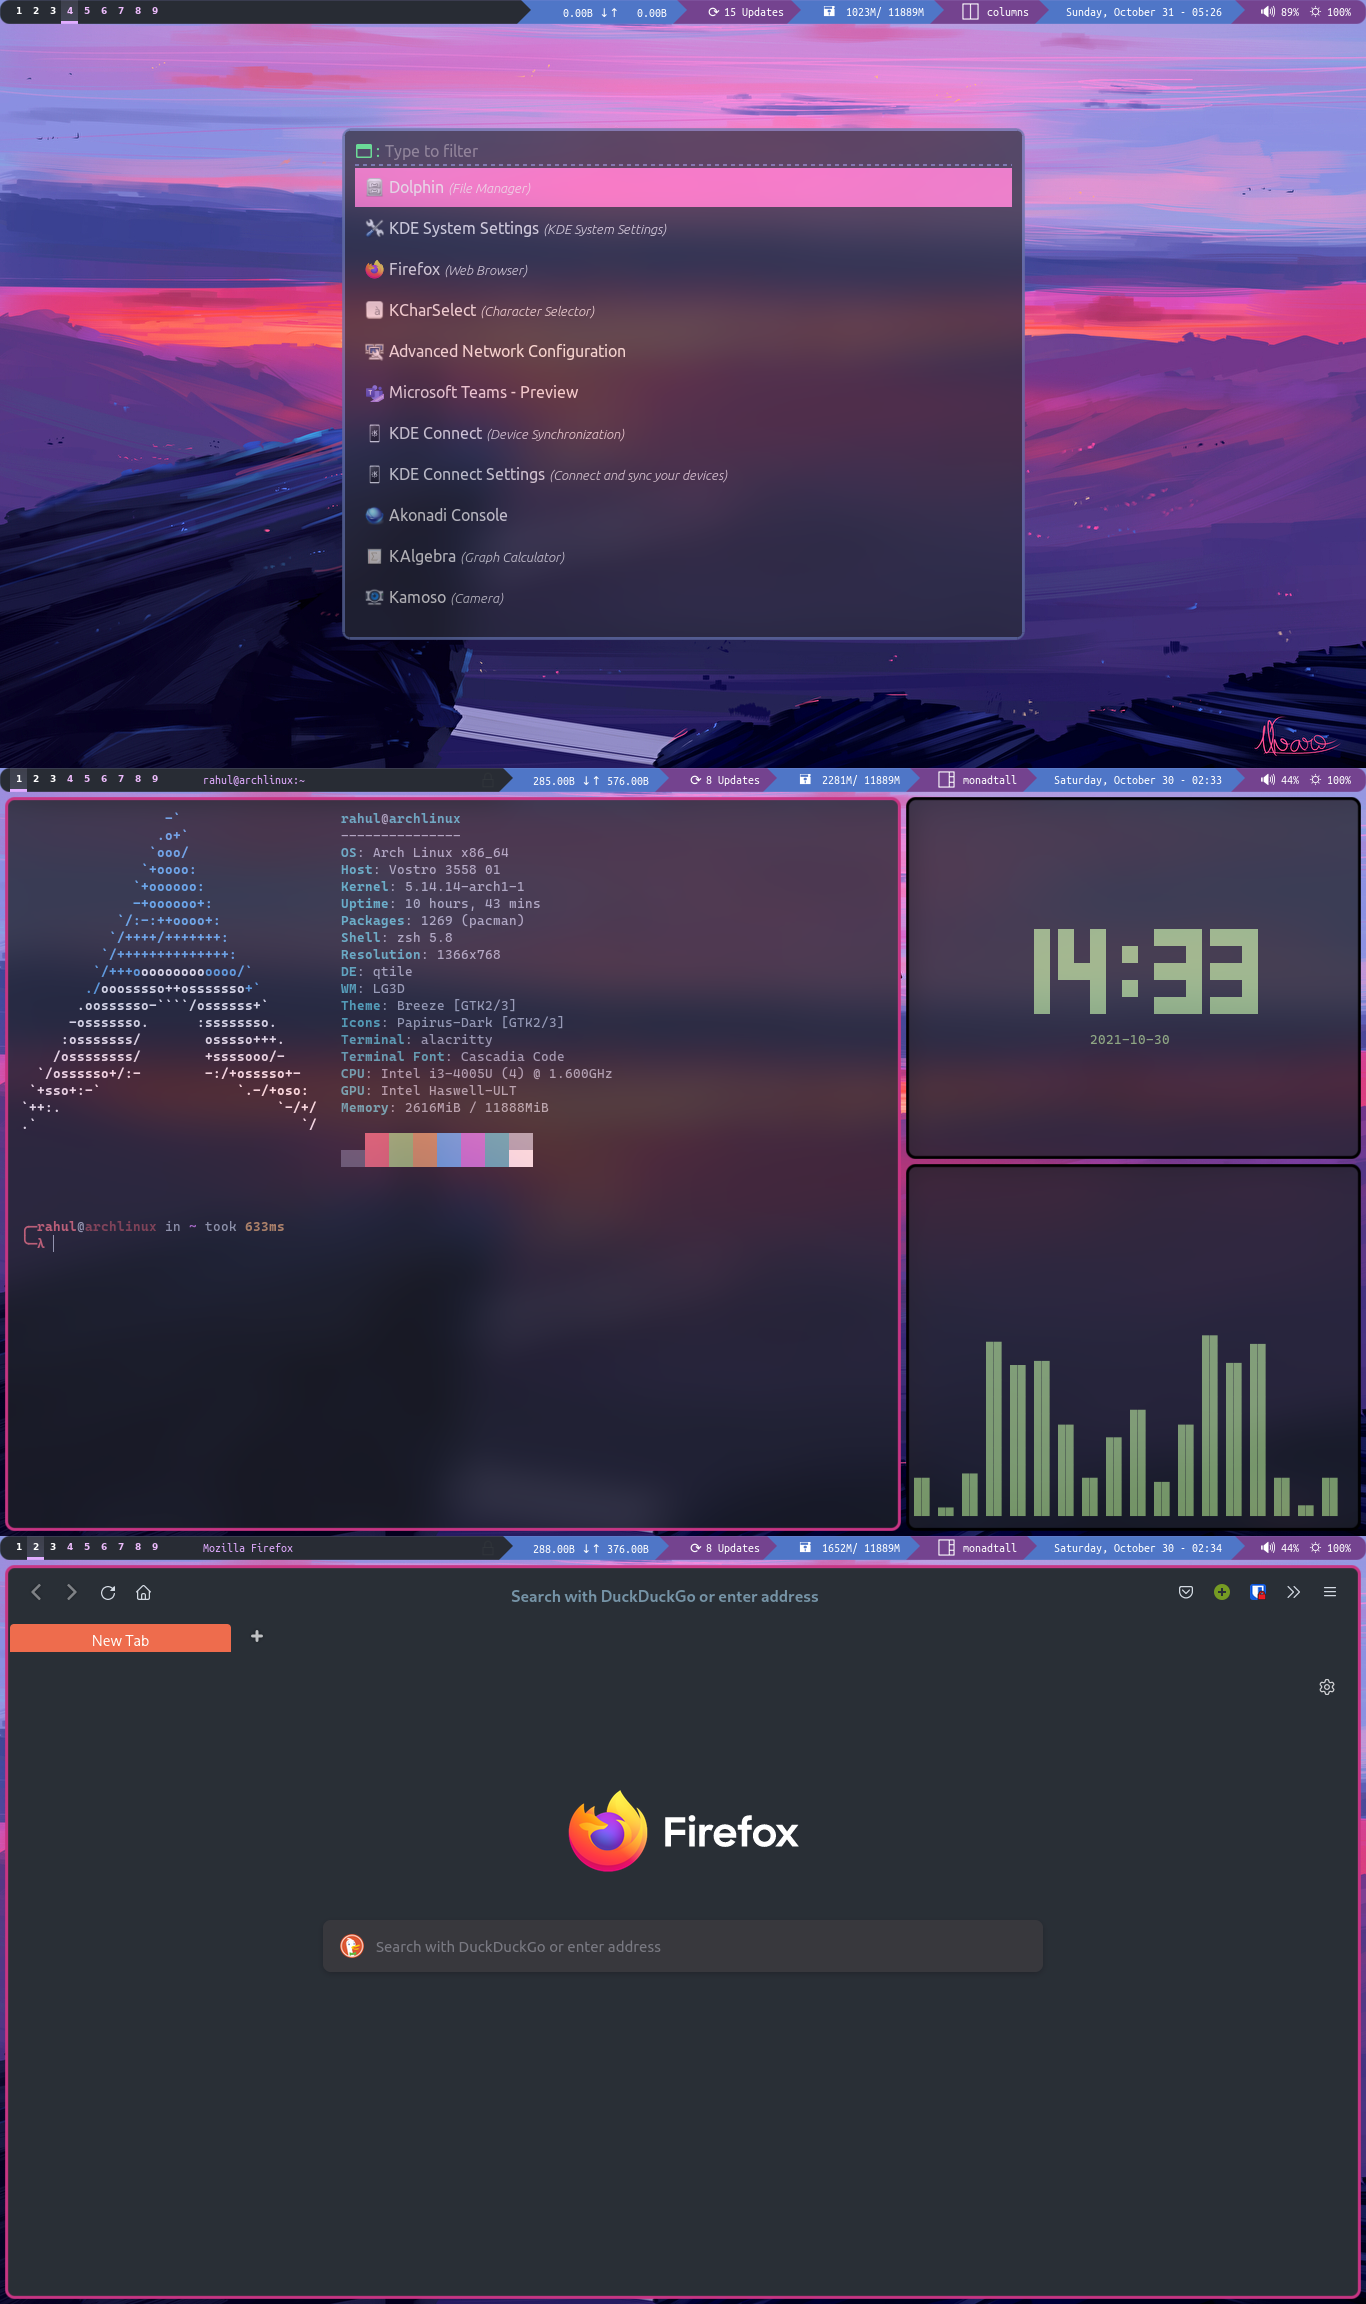 1 2 3 4 5 6 7 8 9 0.00B ↓↑ 0.00B ⟳ 15 Updates 1023M/ 11889M columns Sunday, October 31 - 05:26 89% 100%
: Type to filter
Dolphin (File Manager)
KDE System Settings (KDE System Settings)
Firefox (Web Browser)
KCharSelect (Character Selector)
Advanced Network Configuration
Microsoft Teams - Preview
KDE Connect (Device Synchronization)
KDE Connect Settings (Connect and sync your devices)
Akonadi Console
KAlgebra (Graph Calculator)
Kamoso (Camera)
1 2 3 4 5 6 7 8 9 rahul@archlinux:~ 285.00B ↓↑ 576.00B ⟳ 8 Updates 2281M/ 11889M monadtall Saturday, October 30 - 02:33 44% 100%
rahul@archlinux
---------------
OS: Arch Linux x86_64
Host: Vostro 3558 01
Kernel: 5.14.14-arch1-1
Uptime: 10 hours, 43 mins
Packages: 1269 (pacman)
Shell: zsh 5.8
Resolution: 1366x768
DE: qtile
WM: LG3D
Theme: Breeze [GTK2/3]
Icons: Papirus-Dark [GTK2/3]
Terminal: alacritty
Terminal Font: Cascadia Code
CPU: Intel i3-4005U (4) @ 1.600GHz
GPU: Intel Haswell-ULT
Memory: 2616MiB / 11888MiB
rahul@archlinux in ~ took 633ms
λ
14:33
2021-10-30
1 2 3 4 5 6 7 8 9 Mozilla Firefox 288.00B ↓↑ 376.00B ⟳ 8 Updates 1652M/ 11889M monadtall Saturday, October 30 - 02:34 44% 100%
Search with DuckDuckGo or enter address
New Tab +
Firefox
Search with DuckDuckGo or enter address